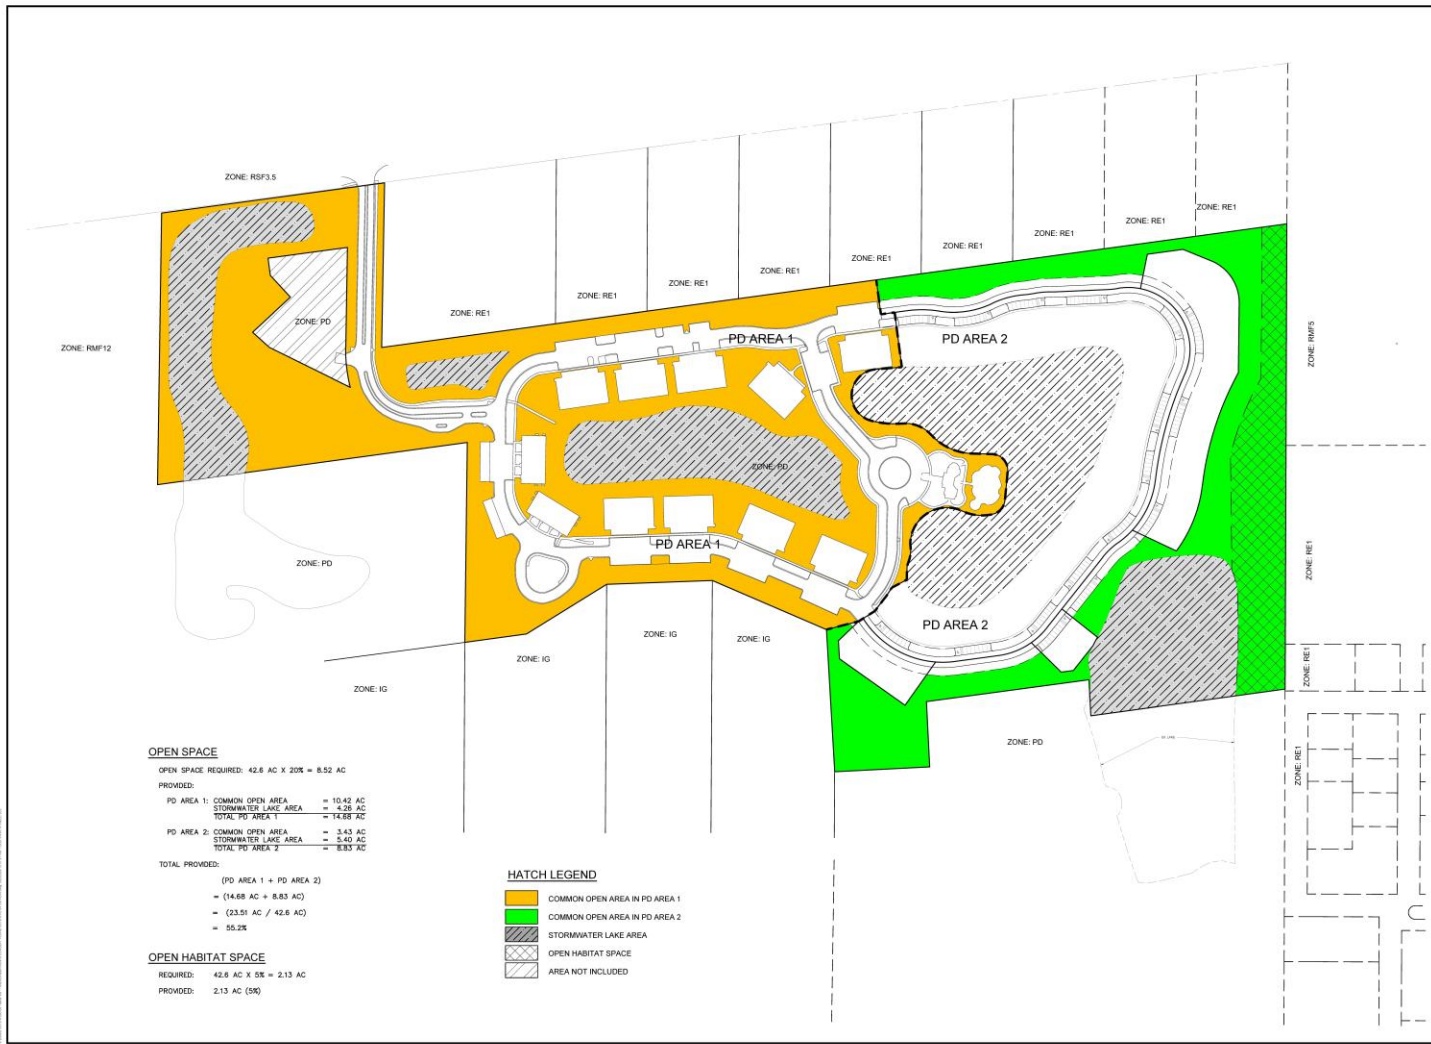 ZONE: RSF3.5
ZONE: RE1
ZONE: RE1
ZONE: RE1
ZONE: RE1
ZONE: RE1
ZONE: RE1
ZONE: RE1
ZONE: RE1
ZONE: RE1
ZONE: PD
ZONE: RMF12
PD AREA 1
PD AREA 2
ZONE: RMF5
ZONE: PD
PD AREA 1
ZONE: PD
ZONE: RE1
PD AREA 2
ZONE: IG
ZONE: IG
ZONE: IG
ZONE: IG
ZONE: RE1
ZONE: PD
ZONE: RE1
OPEN SPACE
OPEN SPACE REQUIRED: 42.6 AC X 20% = 8.52 AC
PROVIDED:
PD AREA 1: COMMON OPEN AREA = 10.42 AC
STORMWATER LAKE AREA = 4.26 AC
TOTAL PD AREA 1 = 14.68 AC
PD AREA 2: COMMON OPEN AREA = 3.43 AC
STORMWATER LAKE AREA = 5.40 AC
TOTAL PD AREA 2 = 8.83 AC
TOTAL PROVIDED:
(PD AREA 1 + PD AREA 2)
= (14.68 AC + 8.83 AC)
= (23.51 AC / 42.6 AC)
= 55.2%
OPEN HABITAT SPACE
REQUIRED: 42.6 AC X 5% = 2.13 AC
PROVIDED: 2.13 AC (5%)
HATCH LEGEND
COMMON OPEN AREA IN PD AREA 1
COMMON OPEN AREA IN PD AREA 2
STORMWATER LAKE AREA
OPEN HABITAT SPACE
AREA NOT INCLUDED